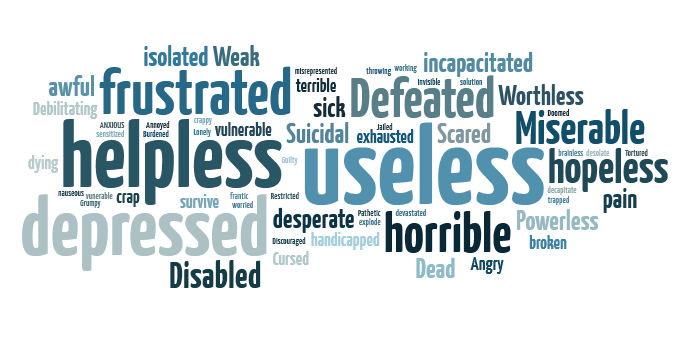 isolated Weak
misrepresented
throwing working
incapacitated
awful
frustrated
terrible
invisible solution
Debilitating
sick
Defeated
Worthless
Doomed
ANXIOUS Annoyed crappy
sensitized Burdened Lonely vulnerable
Suicidal
Jailed
exhausted
Scared
Miserable
dying
helpless
Guilty
useless
brainless desolate Tortured
hopeless
nauseous vunerable
Grumpy
crap
survive
frantic
worried
Restricted
decapitate
trapped
pain
depressed
desperate
Pathetic
explode
devastated
horrible
Powerless
Discouraged
handicapped
broken
Cursed
Disabled
Dead
Angry